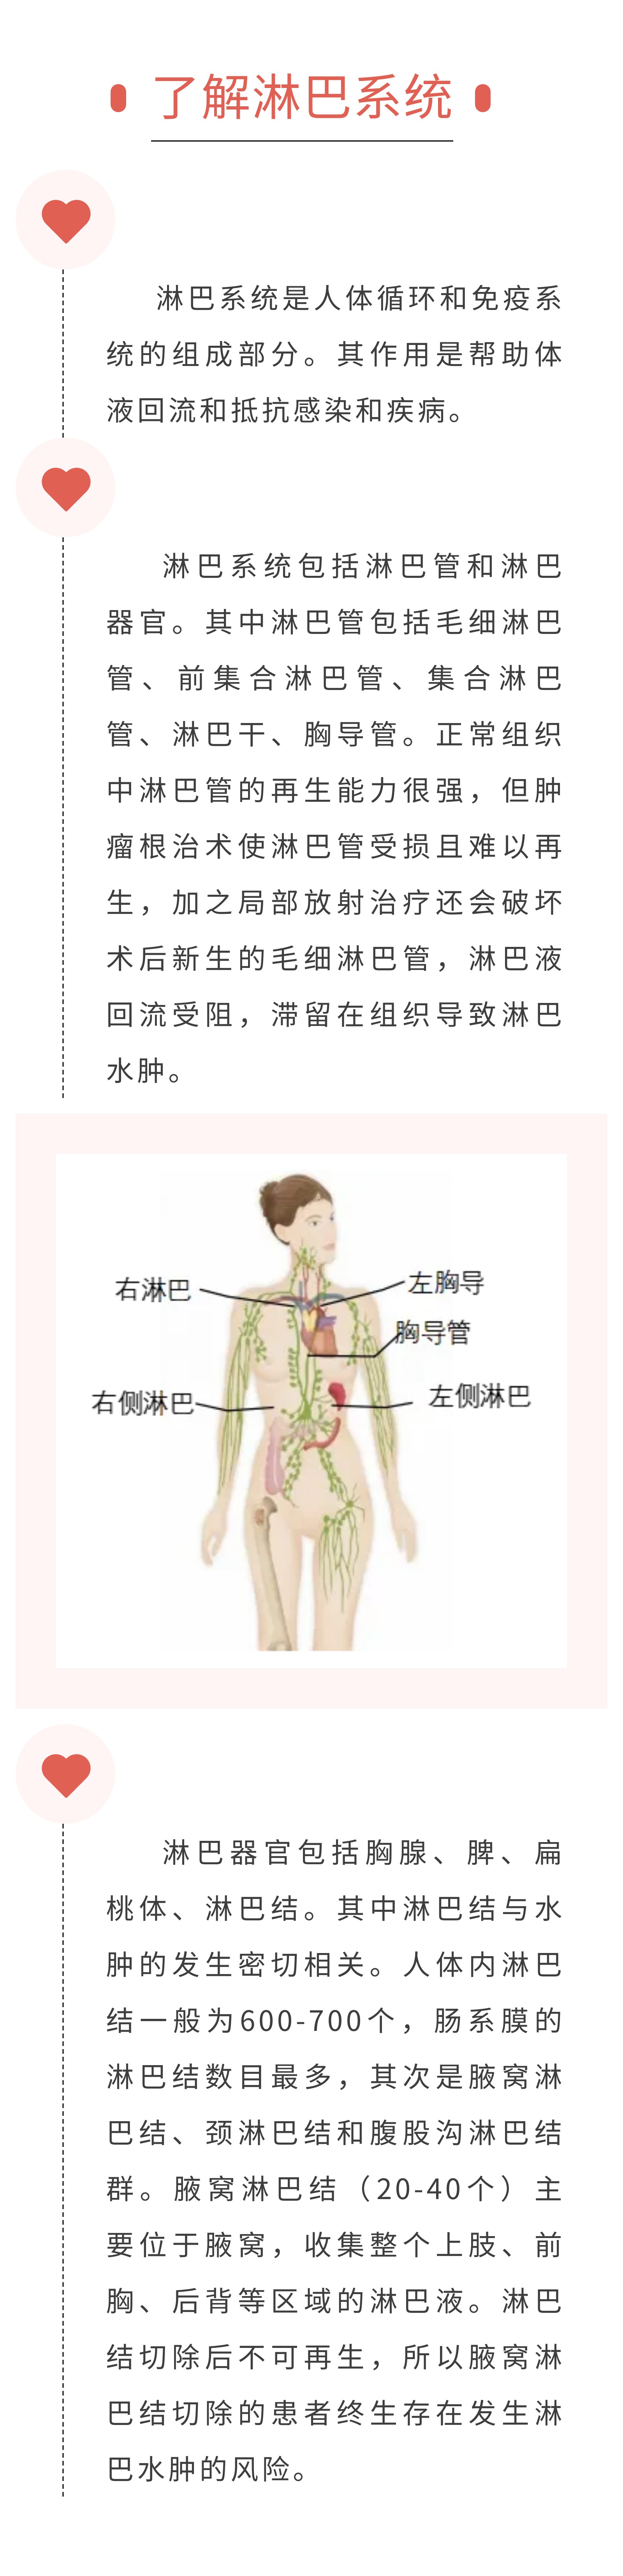 了解淋巴系统
淋巴系统是人体循环和免疫系
统的组成部分。其作用是帮助体
液回流和抵抗感染和疾病。
淋巴系统包括淋巴管和淋巴
器官。其中淋巴管包括毛细淋巴
管、前集合淋巴管、集合淋巴
管、淋巴干、胸导管。正常组织
中淋巴管的再生能力很强，但肿
瘤根治术使淋巴管受损且难以再
生，加之局部放射治疗还会破坏
术后新生的毛细淋巴管，淋巴液
回流受阻，滞留在组织导致淋巴
水肿。
右淋巴
左胸导
胸导管
右侧淋巴
左侧淋巴
淋巴器官包括胸腺、脾、扁
桃体、淋巴结。其中淋巴结与水
肿的发生密切相关。人体内淋巴
结一般为600-700个，肠系膜的
淋巴结数目最多，其次是腋窝淋
巴结、颈淋巴结和腹股沟淋巴结
群。腋窝淋巴结（20-40个）主
要位于腋窝，收集整个上肢、前
胸、后背等区域的淋巴液。淋巴
结切除后不可再生，所以腋窝淋
巴结切除的患者终生存在发生淋
巴水肿的风险。